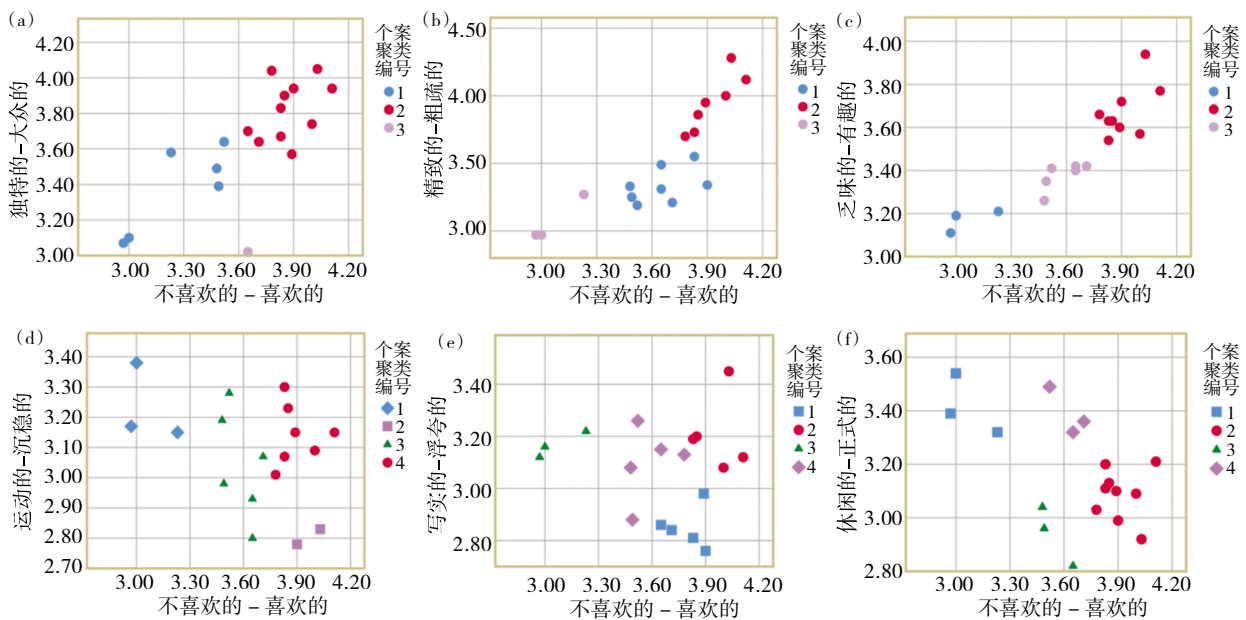 (a)
独特的-大众的
4.20
4.00
3.80
3.60
3.40
3.20
3.00
3.00 3.30 3.60 3.90 4.20
不喜欢的 - 喜欢的
个案
聚类
编号
1
2
3
(b)
精致的-粗疏的
4.50
4.00
3.50
3.00
3.00 3.30 3.60 3.90 4.20
不喜欢的 - 喜欢的
个案
聚类
编号
1
2
3
(c)
乏味的-有趣的
4.00
3.80
3.60
3.40
3.20
3.00
3.00 3.30 3.60 3.90 4.20
不喜欢的 - 喜欢的
个案
聚类
编号
1
2
3
(d)
运动的-沉稳的
3.40
3.30
3.20
3.10
3.00
2.90
2.80
2.70
3.00 3.30 3.60 3.90 4.20
不喜欢的 - 喜欢的
个案
聚类
编号
1
2
3
4
(e)
写实的-浮夸的
3.40
3.20
3.00
2.80
3.00 3.30 3.60 3.90 4.20
不喜欢的 - 喜欢的
个案
聚类
编号
1
2
3
4
(f)
休闲的-正式的
3.60
3.40
3.20
3.00
2.80
3.00 3.30 3.60 3.90 4.20
不喜欢的 - 喜欢的
个案
聚类
编号
1
2
3
4